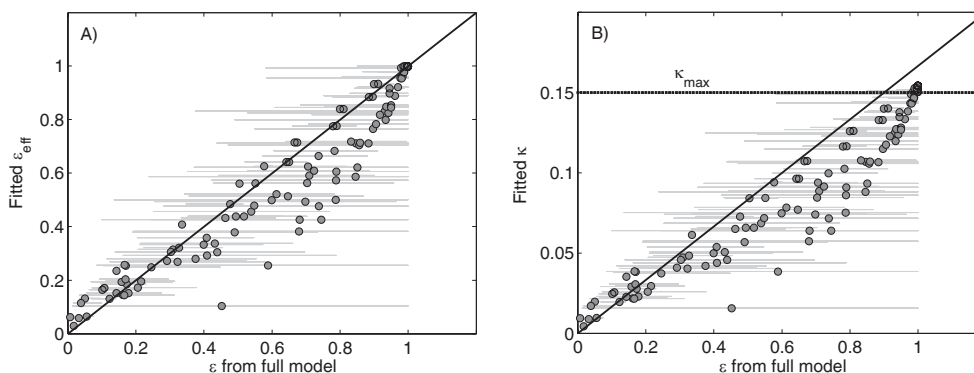 A)
1
0.8
0.6
0.4
0.2
0
Fitted ε_eff
0 0.2 0.4 0.6 0.8 1
ε from full model
B)
κ_max
0.15
0.1
0.05
0
Fitted κ
0 0.2 0.4 0.6 0.8 1
ε from full model